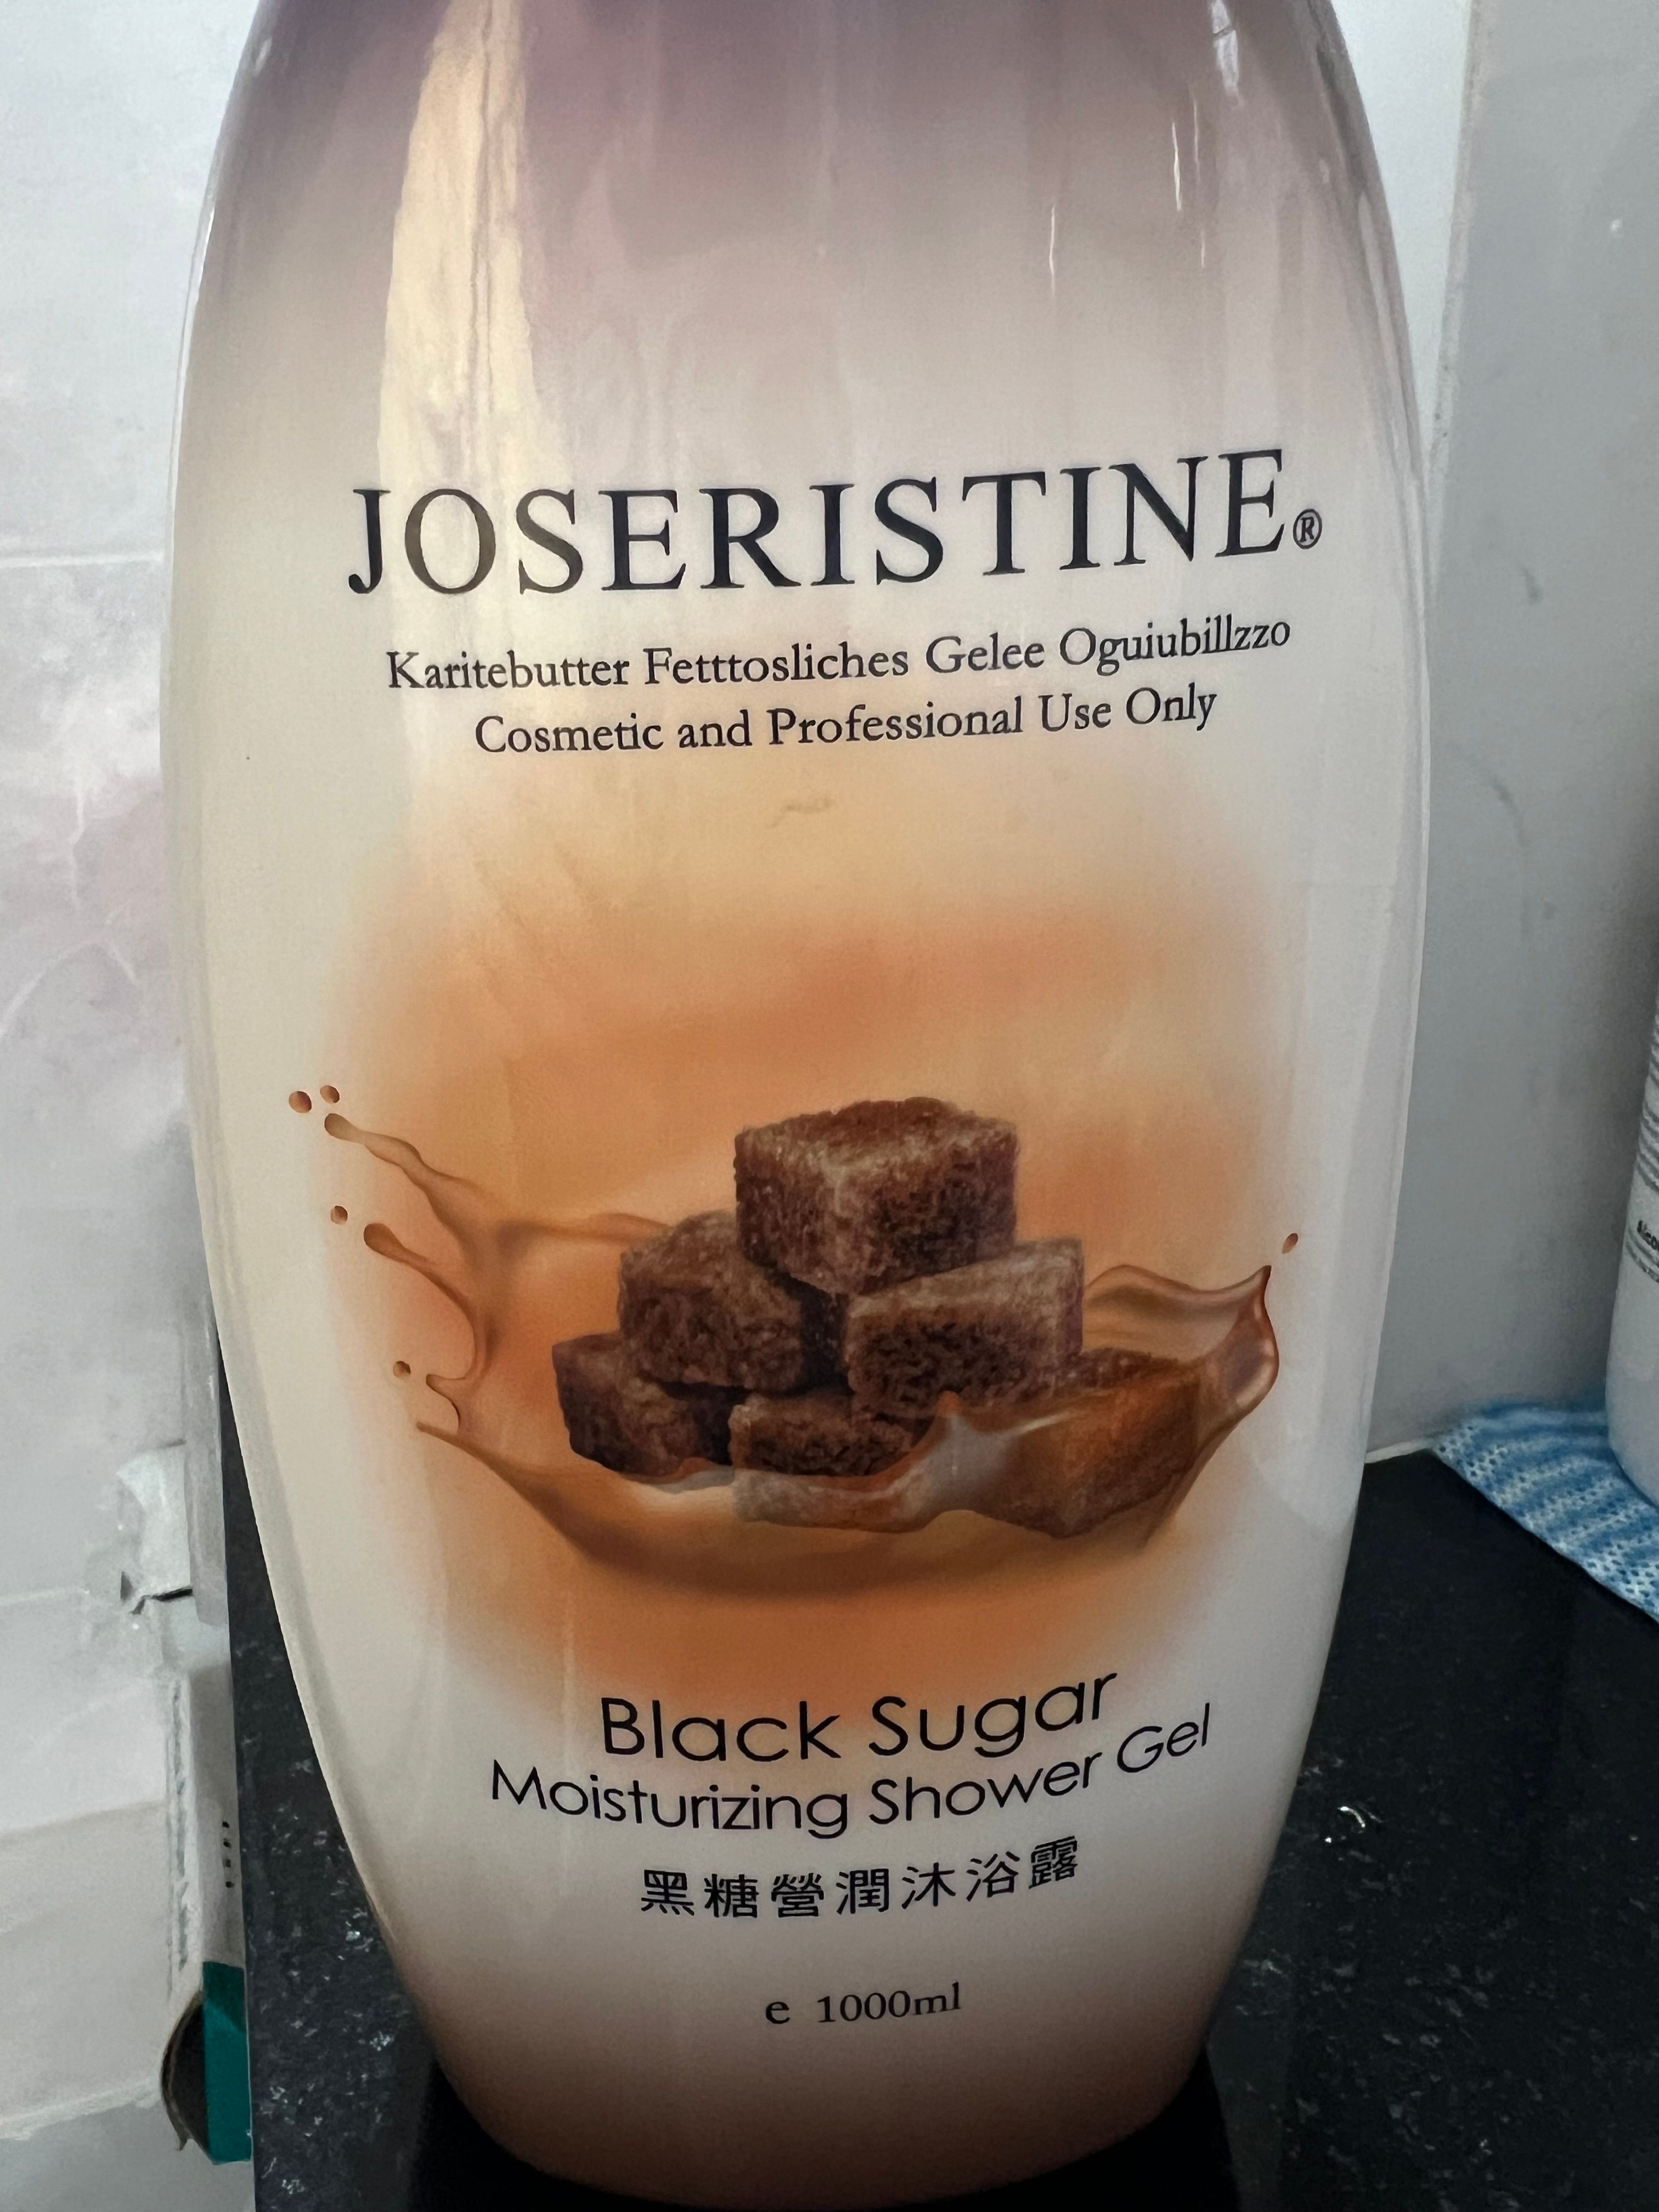 JOSERISTINE®
Karitebutter Fetttosliches Gelee Oguiubillzzo
Cosmetic and Professional Use Only
Black Sugar
Moisturizing Shower Gel
黑糖營潤沐浴露
e 1000ml